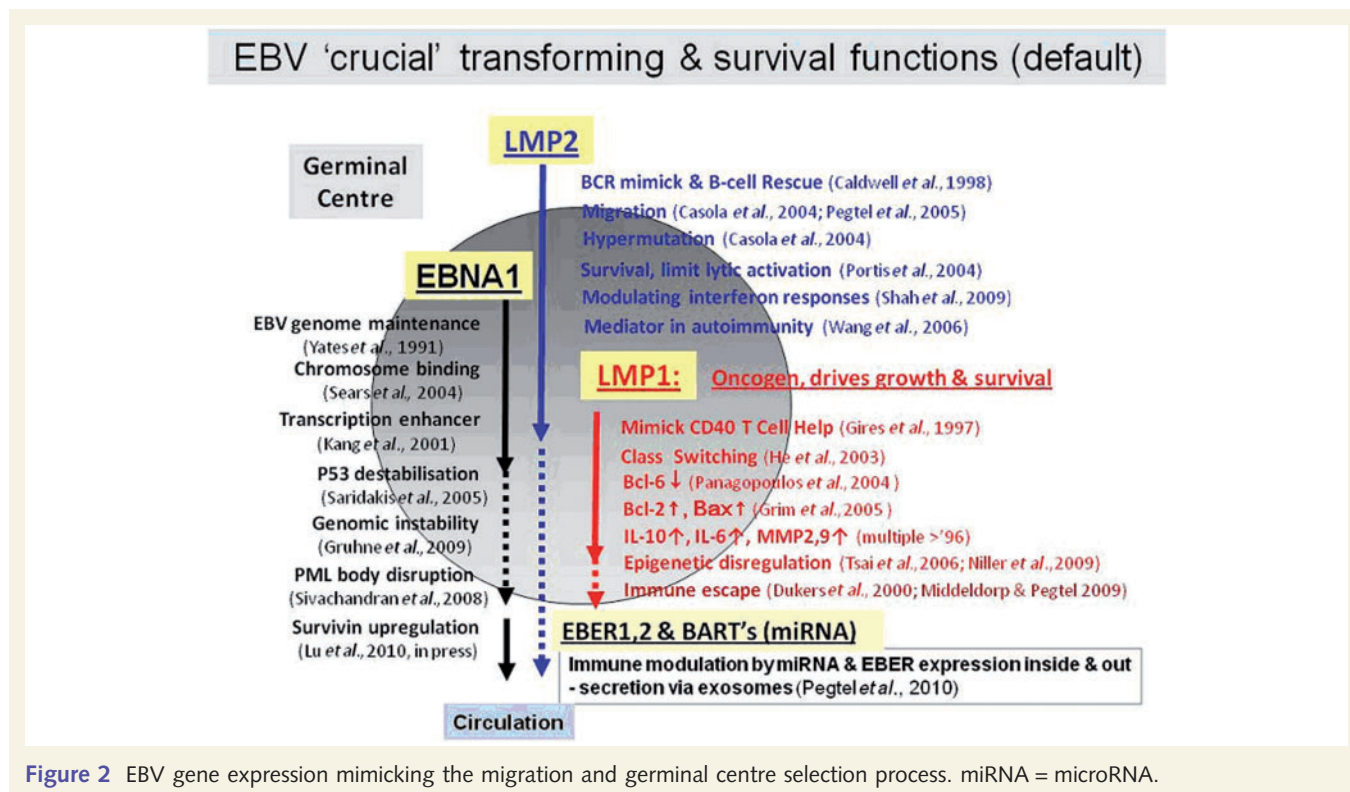 EBV 'crucial' transforming & survival functions (default)
Germinal
Centre
LMP2
BCR mimick & B-cell Rescue (Caldwell et al., 1998)
Migration (Casola et al., 2004; Pegtel et al., 2005)
Hypermutation (Casola et al. 2004)
Survival, limit lytic activation (Portis et al. 2004)
Modulating interferon responses (Shah et al. 2009)
Mediator in autoimmunity (Wang et al., 2006)
EBNA1
EBV genome maintenance
(Yates et al., 1991)
Chromosome binding
(Sears et al., 2004)
Transcription enhancer
(Kang et al., 2001)
P53 destabilisation
(Saridakis et al., 2005)
Genomic instability
(Gruhne et al., 2009)
PML body disruption
(Sivachandran et al., 2008)
Survivin upregulation
(Lu et al., 2010, in press)
LMP1: Oncogen, drives growth & survival
Mimick CD40 T Cell Help (Gires et al., 1997)
Class Switching (He et al., 2003)
Bcl-6 ↓ (Panagopoulos et al., 2004 )
Bcl-2 ↑, Bax ↑ (Grim et al., 2005 )
IL-10 ↑, IL-6 ↑, MMP2,9 ↑ (multiple >'96)
Epigenetic disregulation (Tsai et al., 2006; Niller et al., 2009)
Immune escape (Dukers et al., 2000; Middeldorp & Pegtel 2009)
EBER1,2 & BART's (miRNA)
Immune modulation by miRNA & EBER expression inside & out
- secretion via exosomes (Pegtel et al., 2010)
Circulation
Figure 2 EBV gene expression mimicking the migration and germinal centre selection process. miRNA = microRNA.